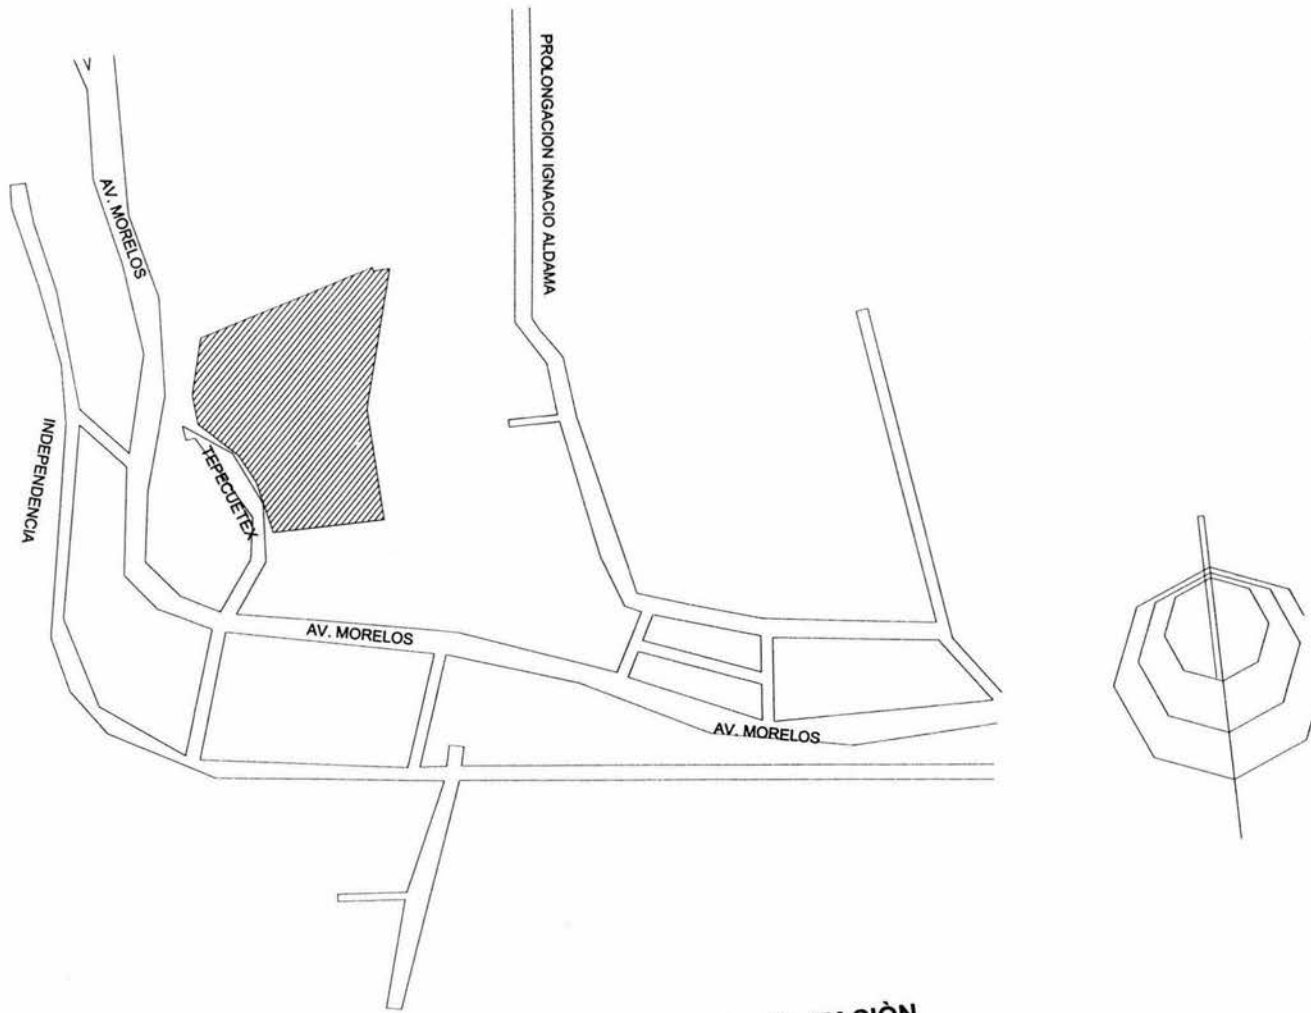 PROLONGACION IGNACIO ALDAMA
AV. MORELOS
INDEPENDENCIA
TEPECUETEX
AV. MORELOS
AV. MORELOS